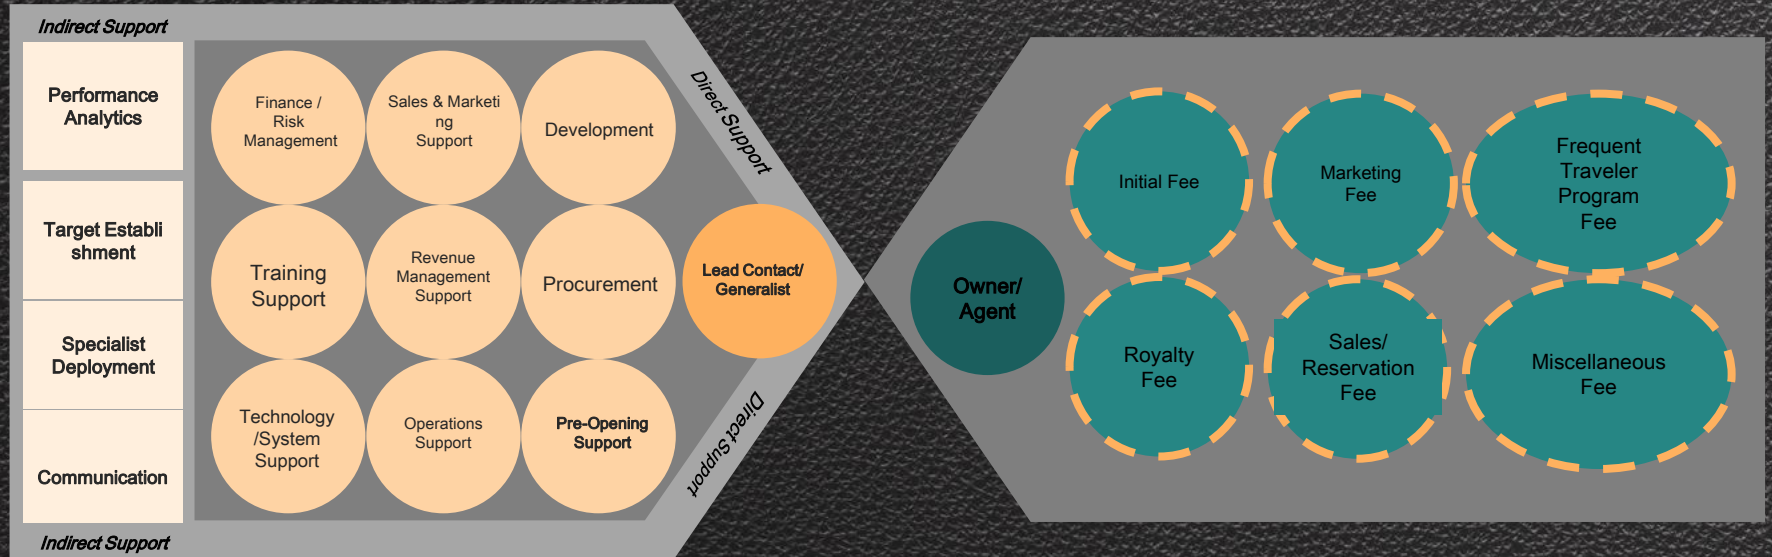 Indirect Support
Performance
Analytics
Target Establi
shment
Specialist
Deployment
Communication
Indirect Support
Finance /
Risk
Management
Sales & Marketi
ng
Support
Development
Training
Support
Revenue
Management
Support
Procurement
Technology
/System
Support
Operations
Support
Pre-Opening
Support
Direct Support
Lead Contact/
Generalist
Direct Support
Owner/
Agent
Initial Fee
Marketing
Fee
Frequent
Traveler
Program
Fee
Royalty
Fee
Sales/
Reservation
Fee
Miscellaneous
Fee